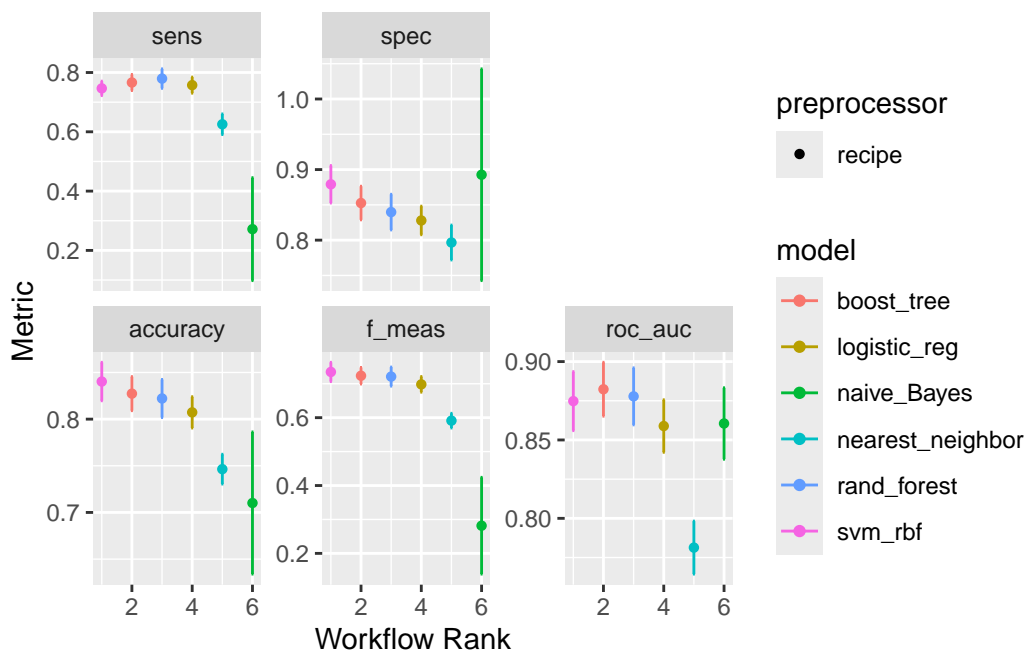 sens
spec
0.8
0.6
0.4
0.2
1.0
0.9
0.8
accuracy
f_meas
roc_auc
0.8
0.7
0.6
0.4
0.2
0.90
0.85
0.80
2 4 6
2 4 6
2 4 6
Workflow Rank
Metric
preprocessor
recipe
model
boost_tree
logistic_reg
naive_Bayes
nearest_neighbor
rand_forest
svm_rbf